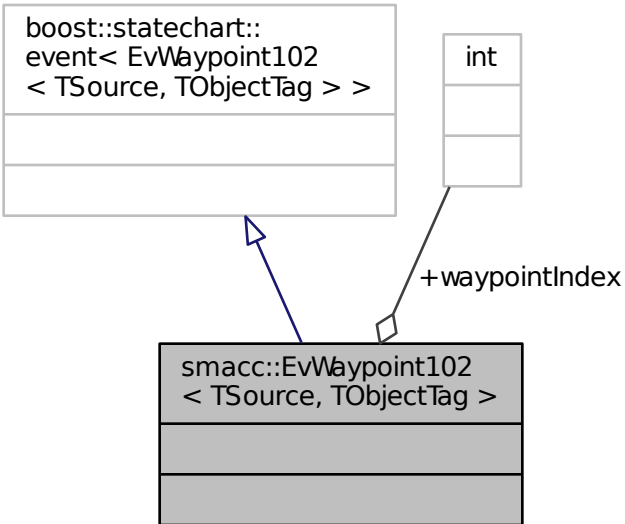 boost::statechart::
event< EvWaypoint102
< TSource, TObjectTag > >
int
+waypointIndex
smacc::EvWaypoint102
< TSource, TObjectTag >